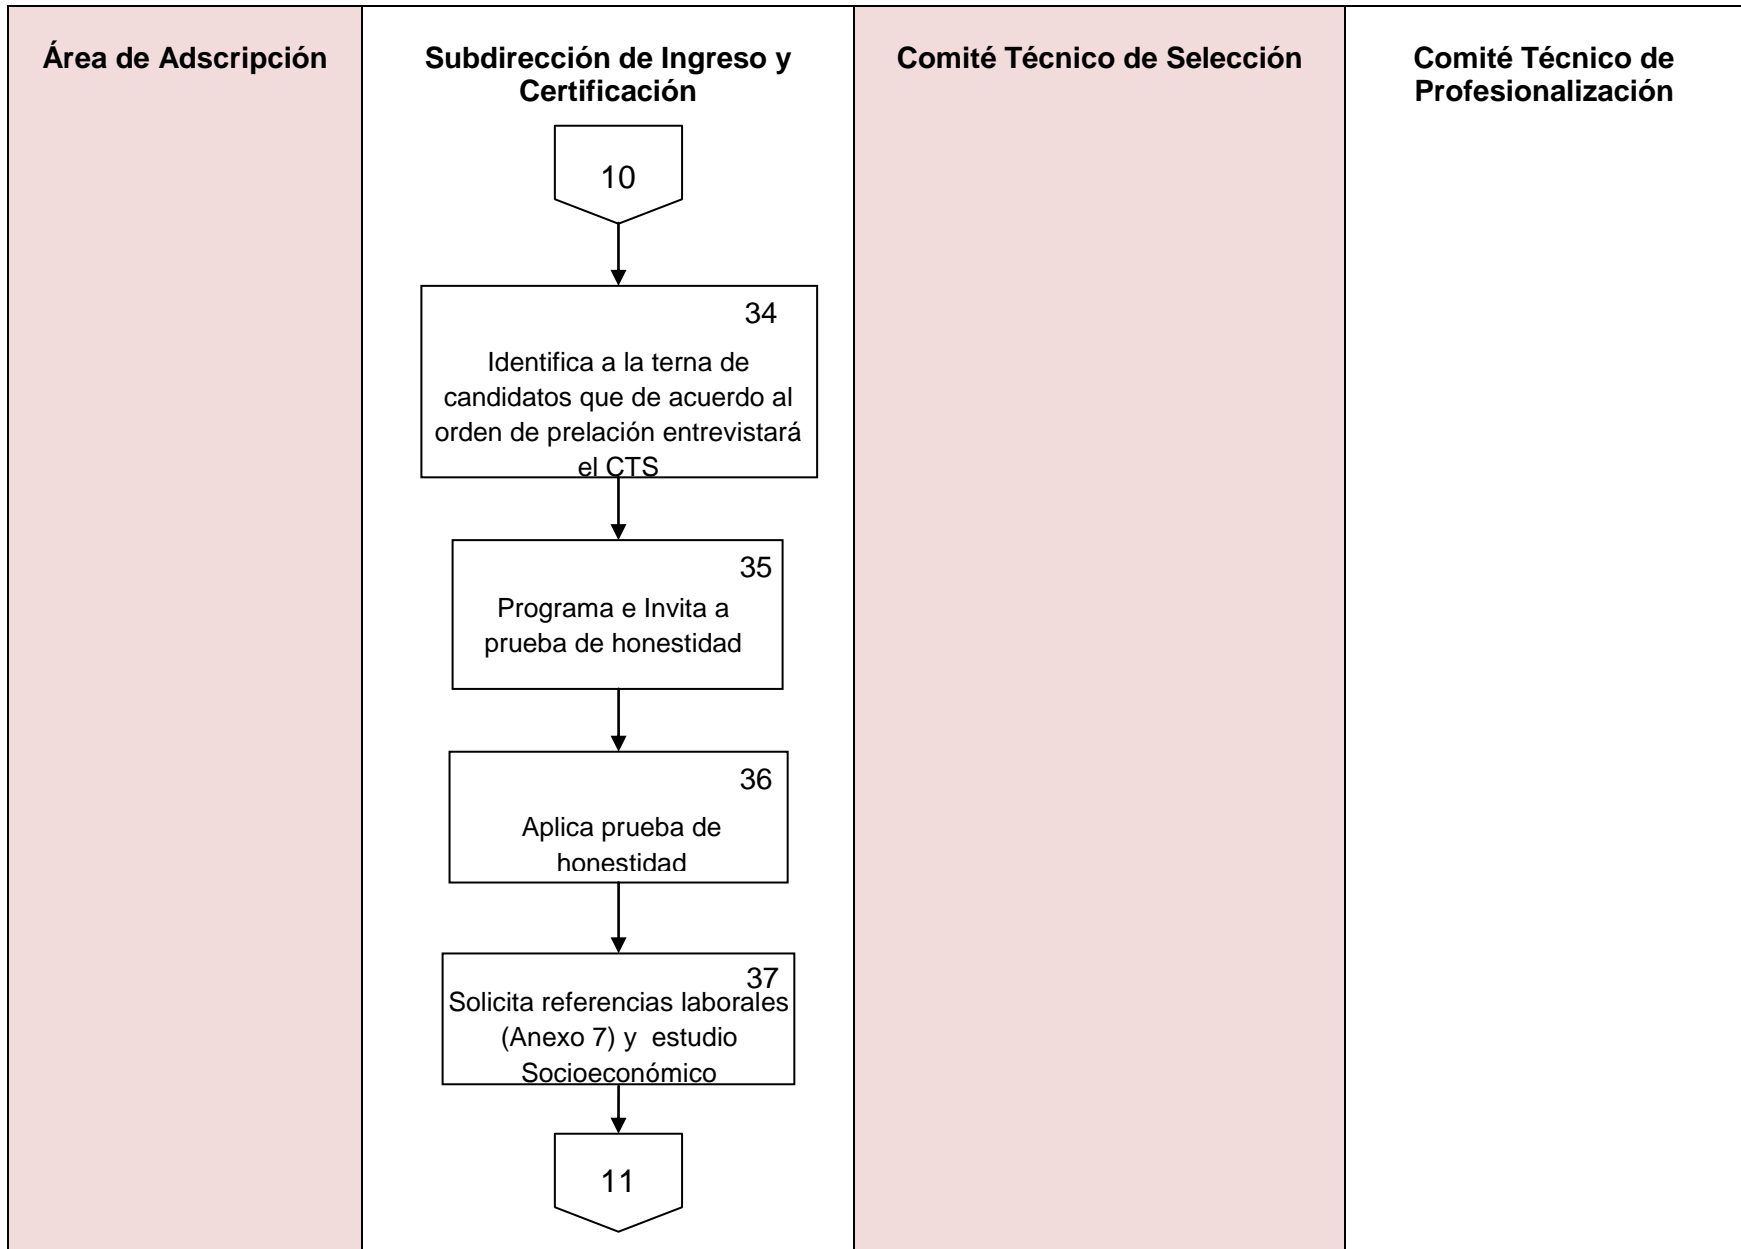 Área de Adscripción
Subdirección de Ingreso y
Certificación
Comité Técnico de Selección
Comité Técnico de
Profesionalización
10
34
Identifica a la terna de
candidatos que de acuerdo al
orden de prelación entrevistará
el CTS
35
Programa e Invita a
prueba de honestidad
36
Aplica prueba de
honestidad
37
Solicita referencias laborales
(Anexo 7) y estudio
Socioeconómico
11